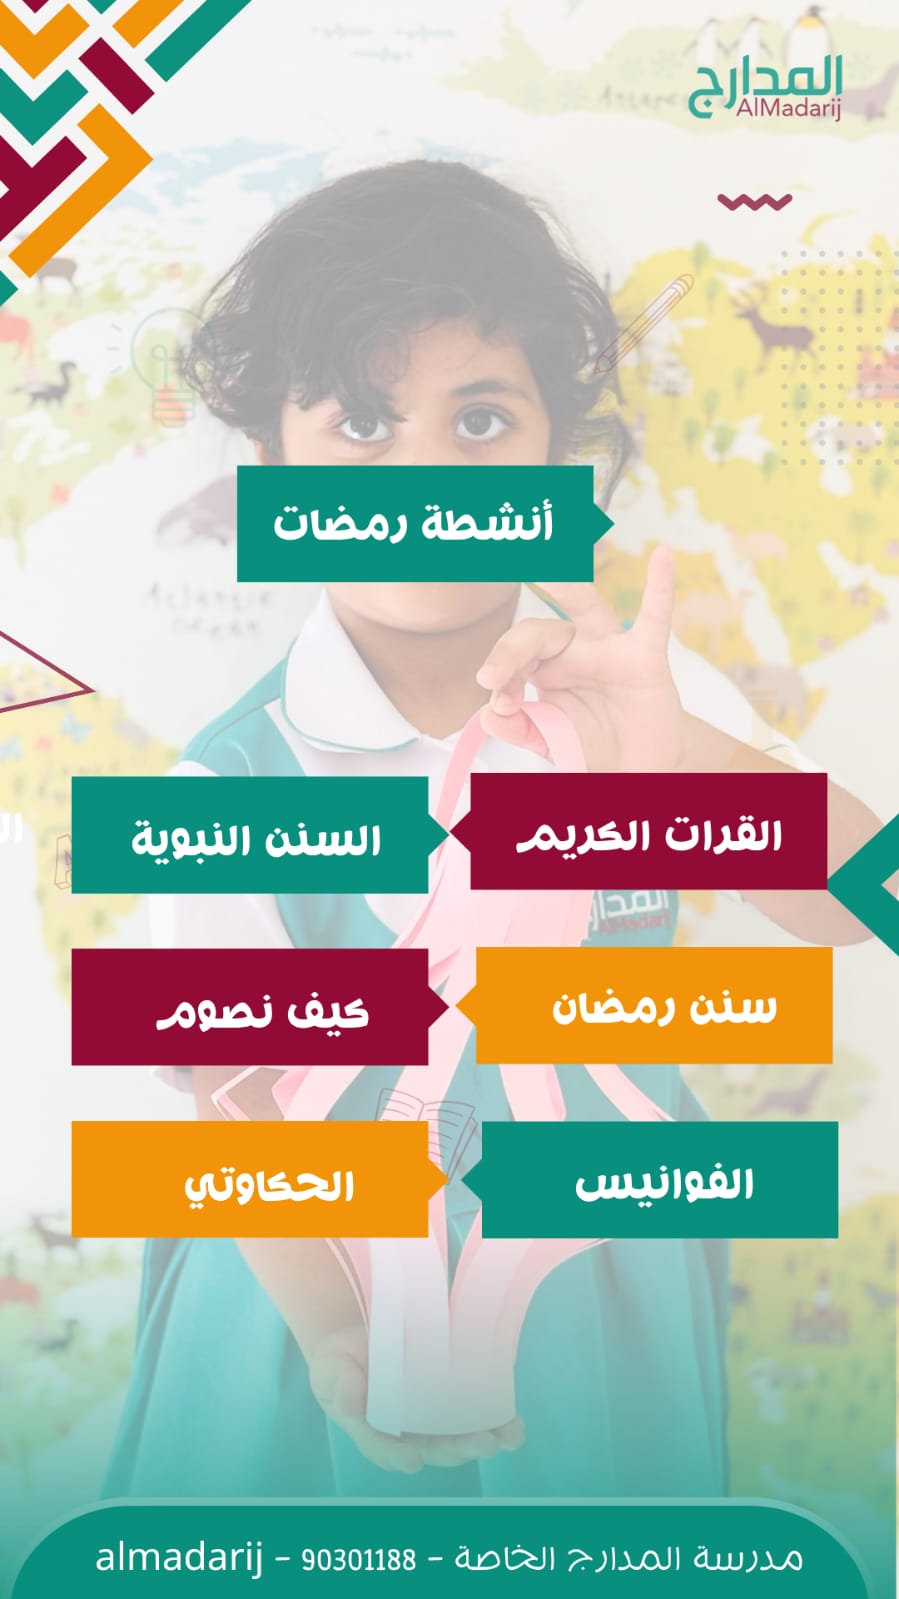 المدارج
AlMadarij
أنشطة رمضات
القرات الكريم
السنن النبوية
سنن رمضان
كيف نصوم
الفوانيس
الحكاوتي
مدرسة المدارج الخاصة - 90301188 - almadarij